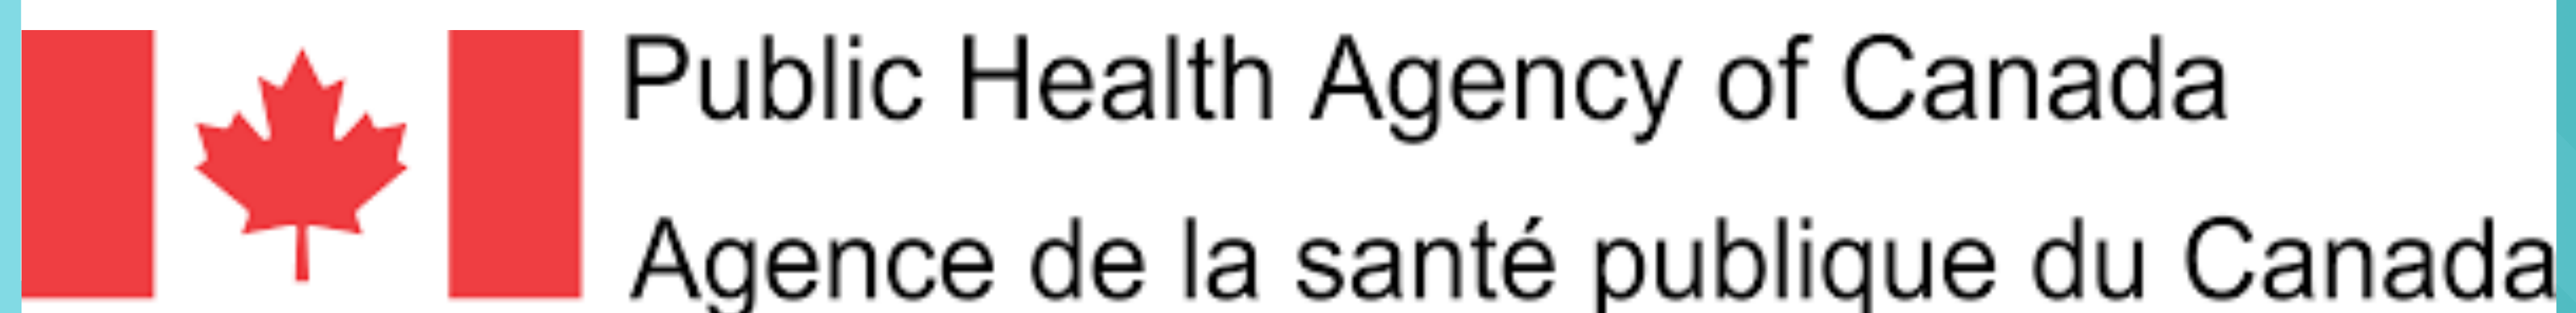 Public Health Agency of Canada
Agence de la santé publique du Canada